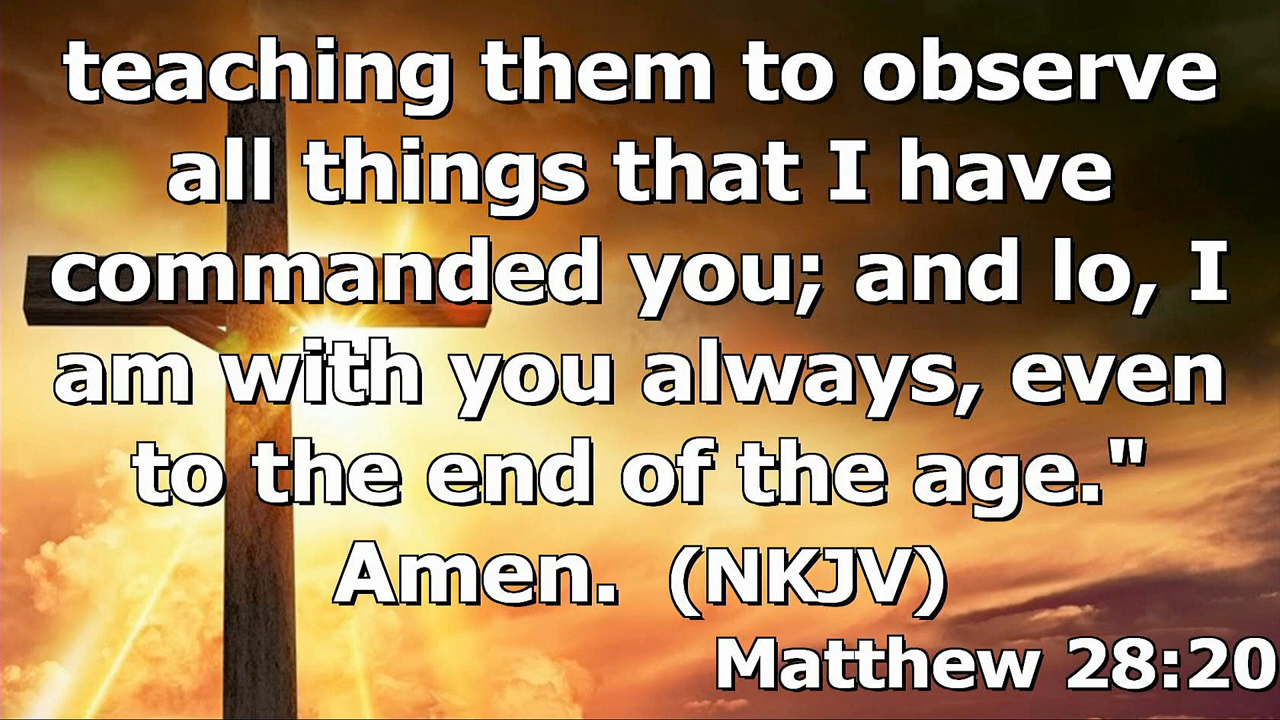 teaching them to observe
all things that I have
commanded you; and lo, I
am with you always, even
to the end of the age."
Amen. (NKJV)
Matthew 28:20